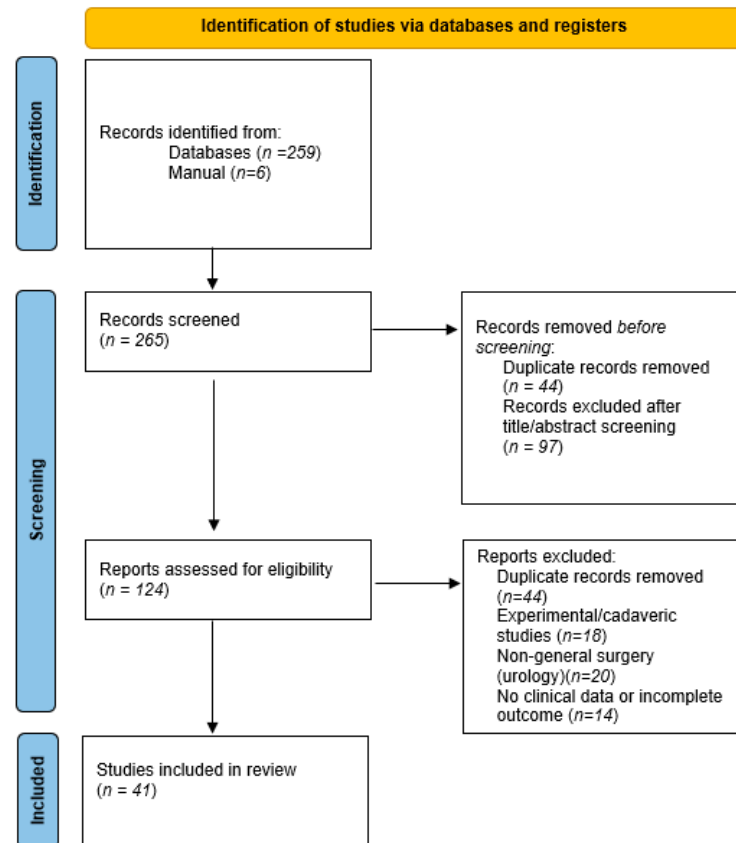 Identification of studies via databases and registers
Identification
Records identified from:
Databases (n =259)
Manual (n=6)
Screening
Records screened
(n = 265)
Records removed before
screening:
Duplicate records removed
(n = 44)
Records excluded after
title/abstract screening
(n = 97)
Reports assessed for eligibility
(n = 124)
Reports excluded:
Duplicate records removed
(n=44)
Experimental/cadaveric
studies (n=18)
Non-general surgery
(urology)(n=20)
No clinical data or incomplete
outcome (n=14)
Included
Studies included in review
(n = 41)